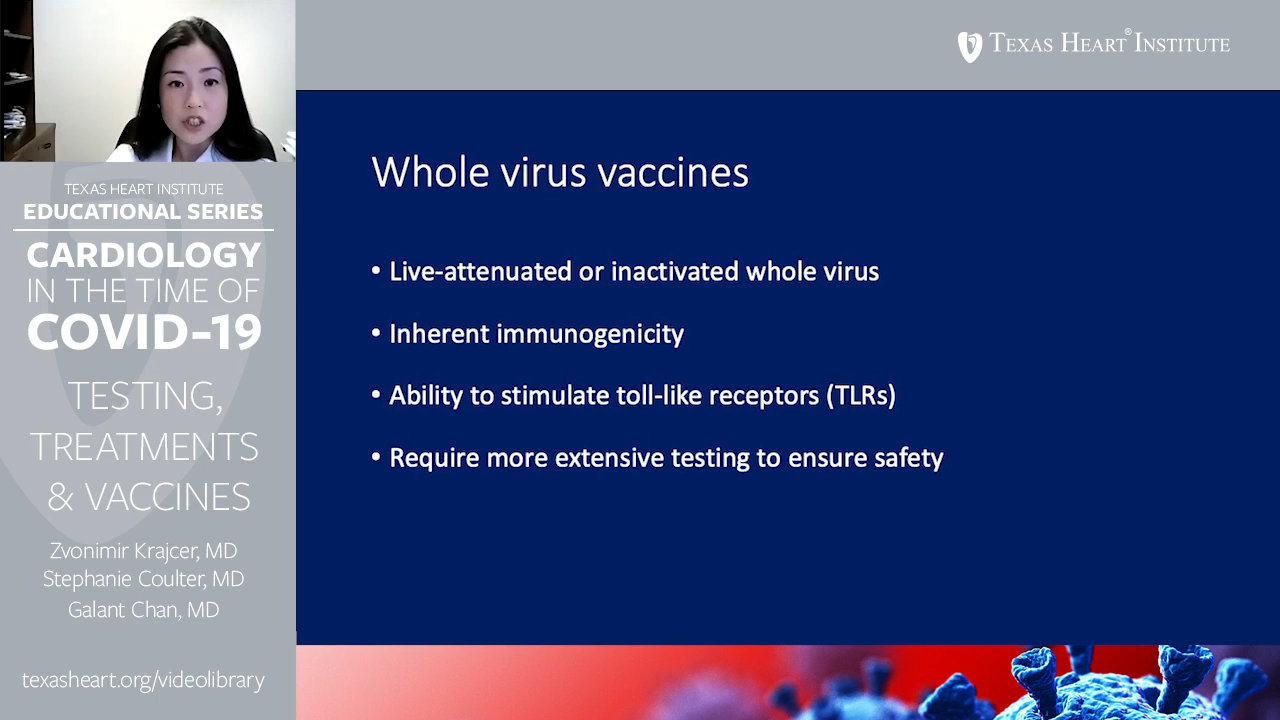 TEXAS HEART INSTITUTE
EDUCATIONAL SERIES
CARDIOLOGY
IN THE TIME OF
COVID-19
TESTING,
TREATMENTS
& VACCINES
Zvonimir Krajcer, MD
Stephanie Coulter, MD
Galant Chan, MD
texasheart.org/videolibrary
TEXAS HEART® INSTITUTE
Whole virus vaccines
• Live-attenuated or inactivated whole virus
• Inherent immunogenicity
• Ability to stimulate toll-like receptors (TLRs)
• Require more extensive testing to ensure safety